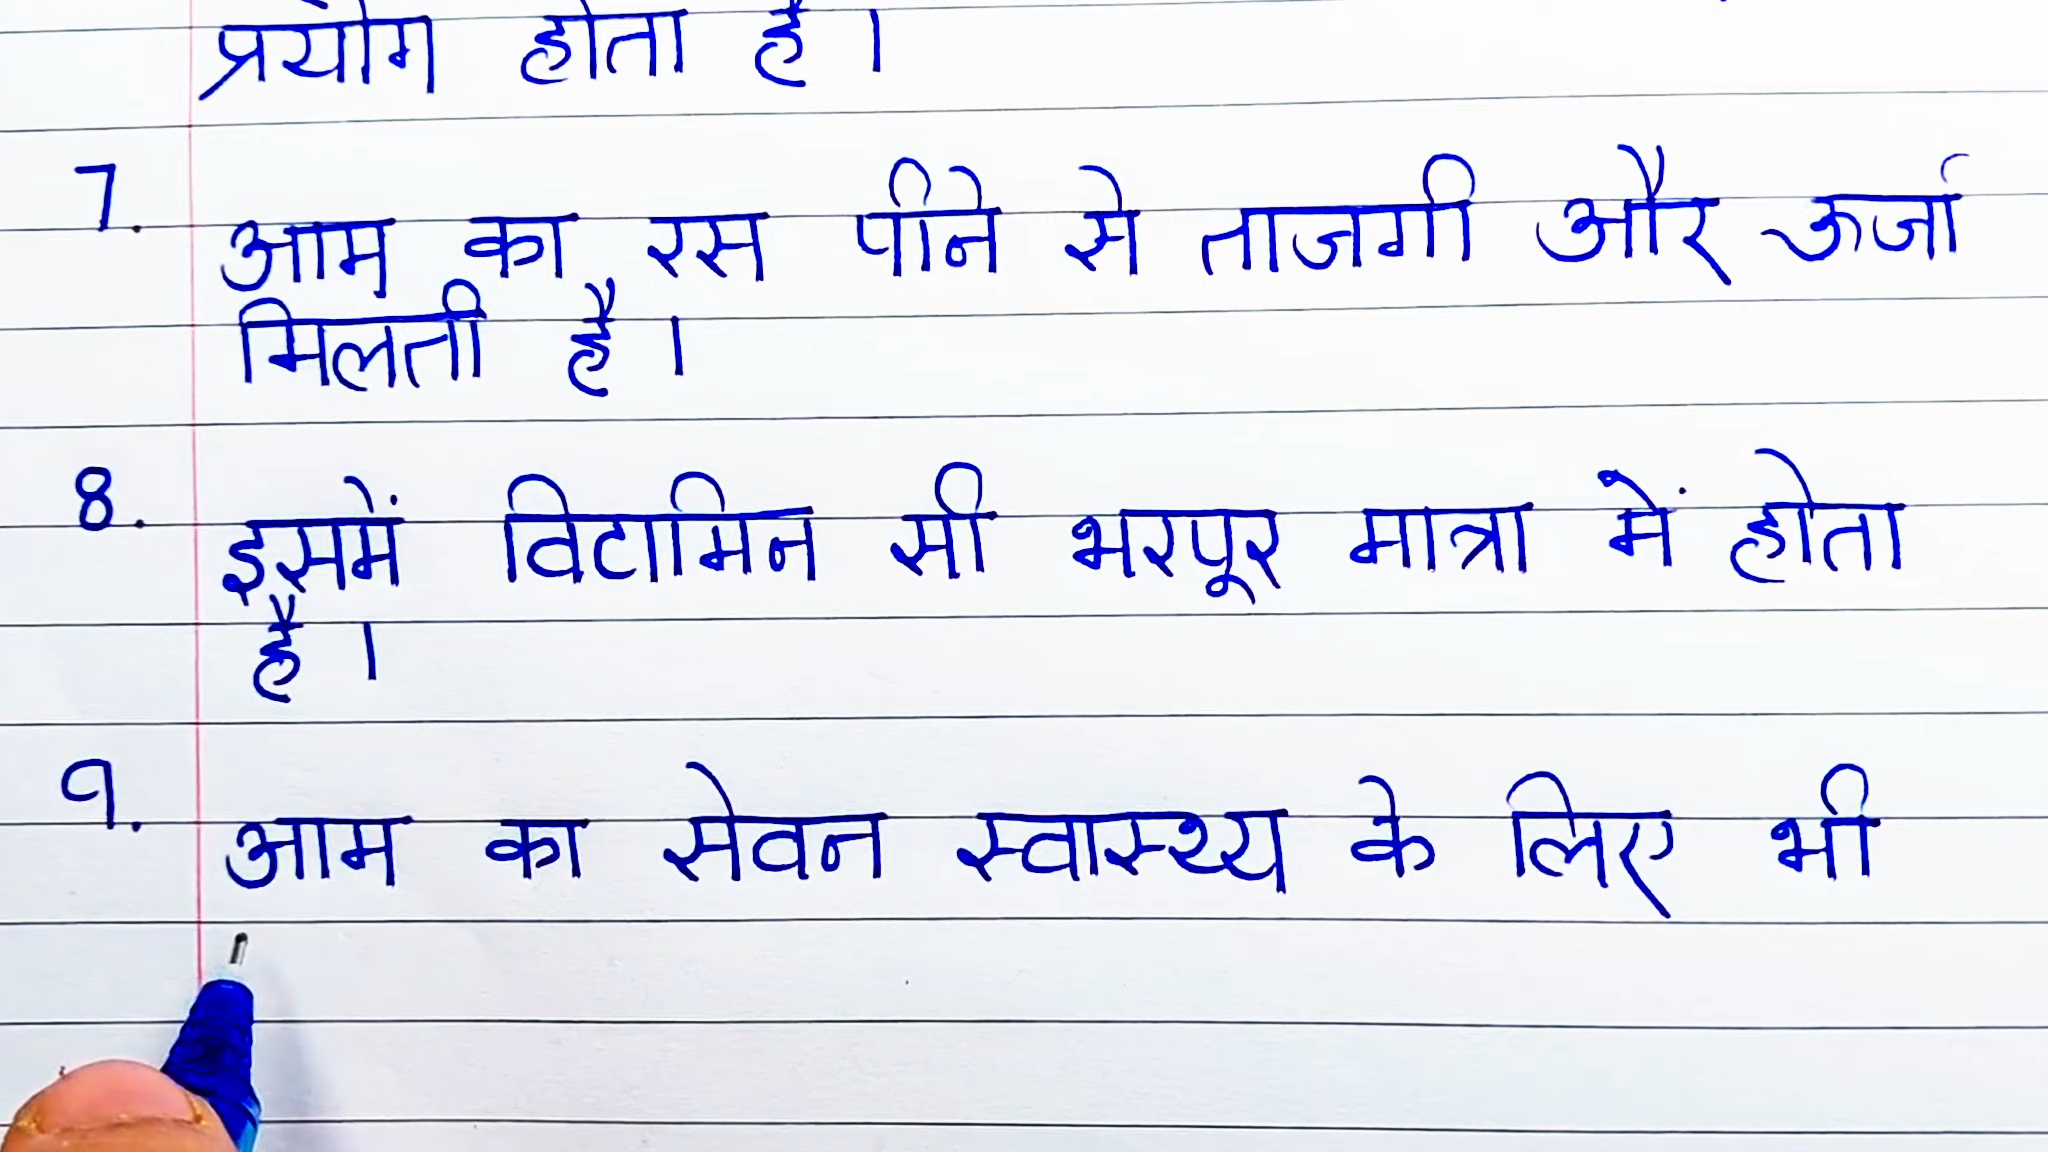 प्रयोग होता है।
7. आम का रस पीने से ताजगी और ऊर्जा
मिलती है।
8. इसमें विटामिन सी भरपूर मात्रा में होता
है।
9. आम का सेवन स्वास्थ्य के लिए भी